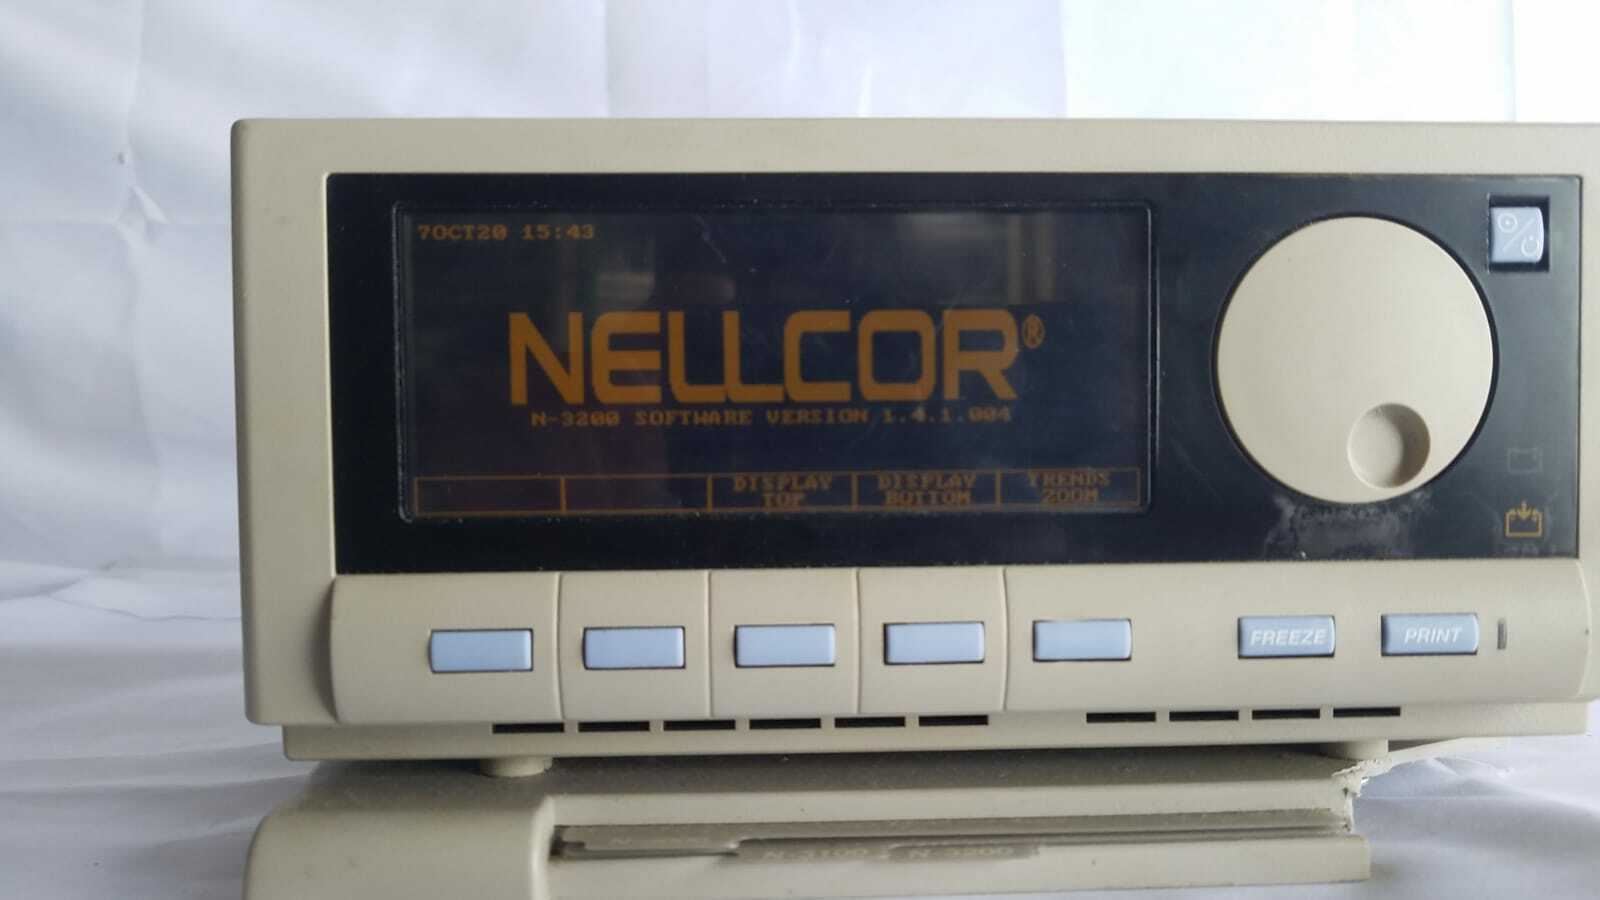 7OCT20 15:43
NELLCOR®
N-3200 SOFTWARE VERSION 1.4.1.004
DISPLAY TOP
DISPLAY BOTTOM
TRENDS ZOOM
FREEZE
PRINT